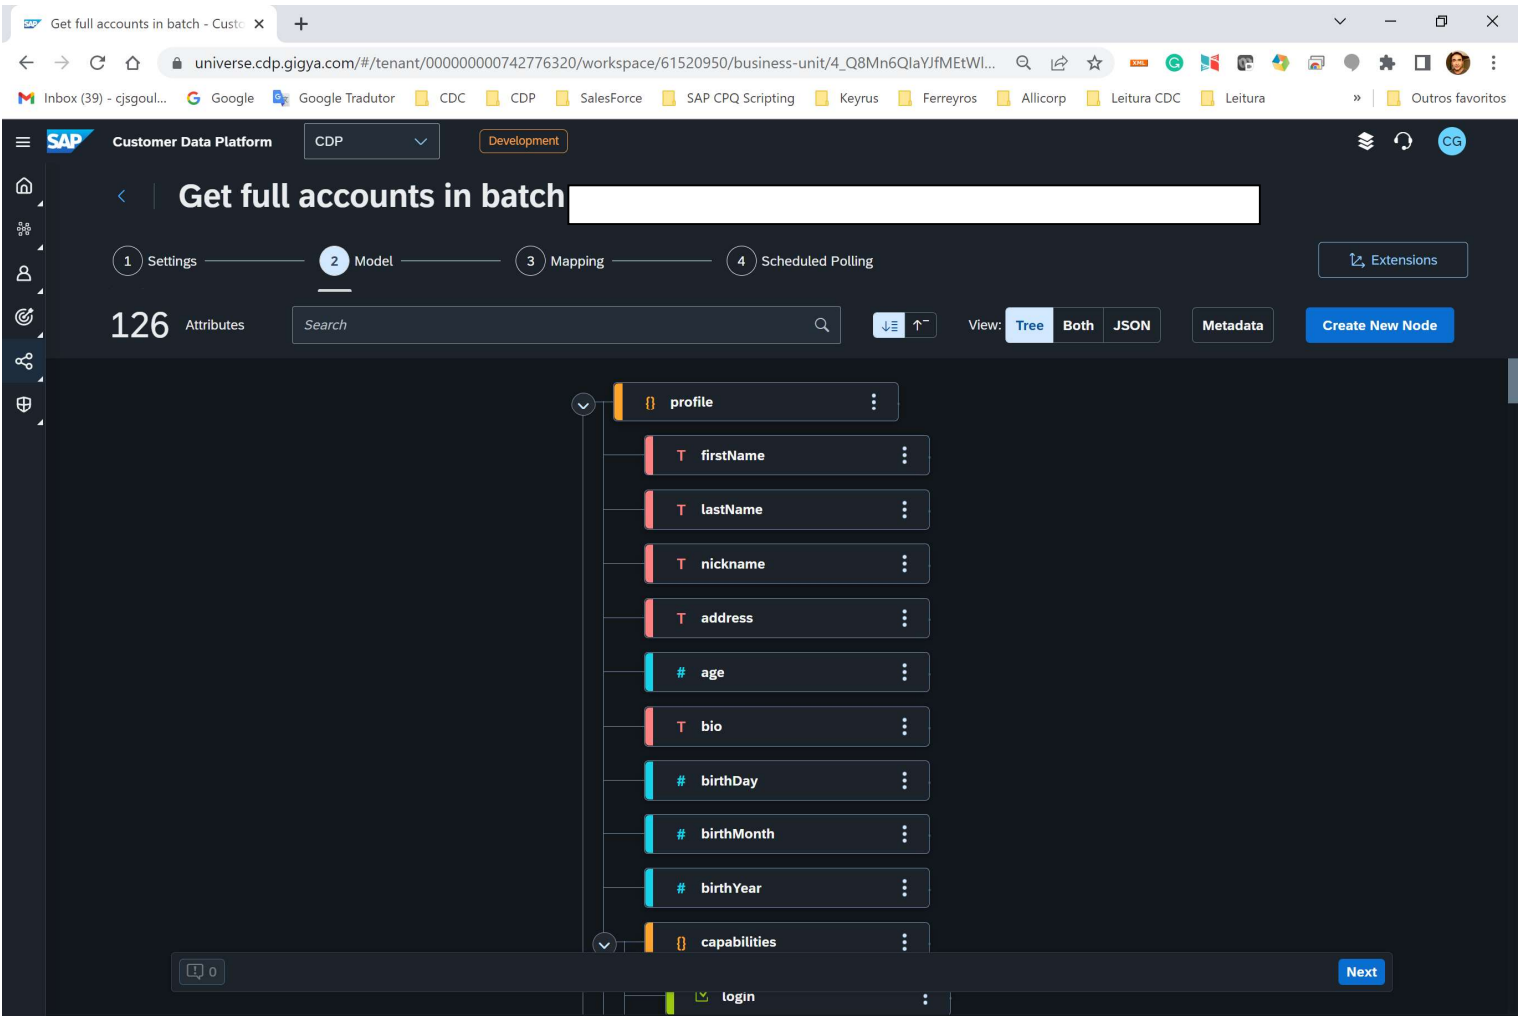 Get full accounts in batch - Custo
universe.cdp.gigya.com/#/tenant/000000000742776320/workspace/61520950/business-unit/4_Q8Mn6QIaYJfMEtWl...
Inbox (39) - cjsgoul... Google Google Tradutor CDC CDP SalesForce SAP CPQ Scripting Keyrus Ferreyros Allicorp Leitura CDC Leitura » Outros favoritos
SAP Customer Data Platform CDP Development CG
Get full accounts in batch
1 Settings 2 Model 3 Mapping 4 Scheduled Polling Extensions
126 Attributes Search View: Tree Both JSON Metadata Create New Node
{} profile
T firstName
T lastName
T nickname
T address
# age
T bio
# birthDay
# birthMonth
# birthYear
{} capabilities
0 Next
login